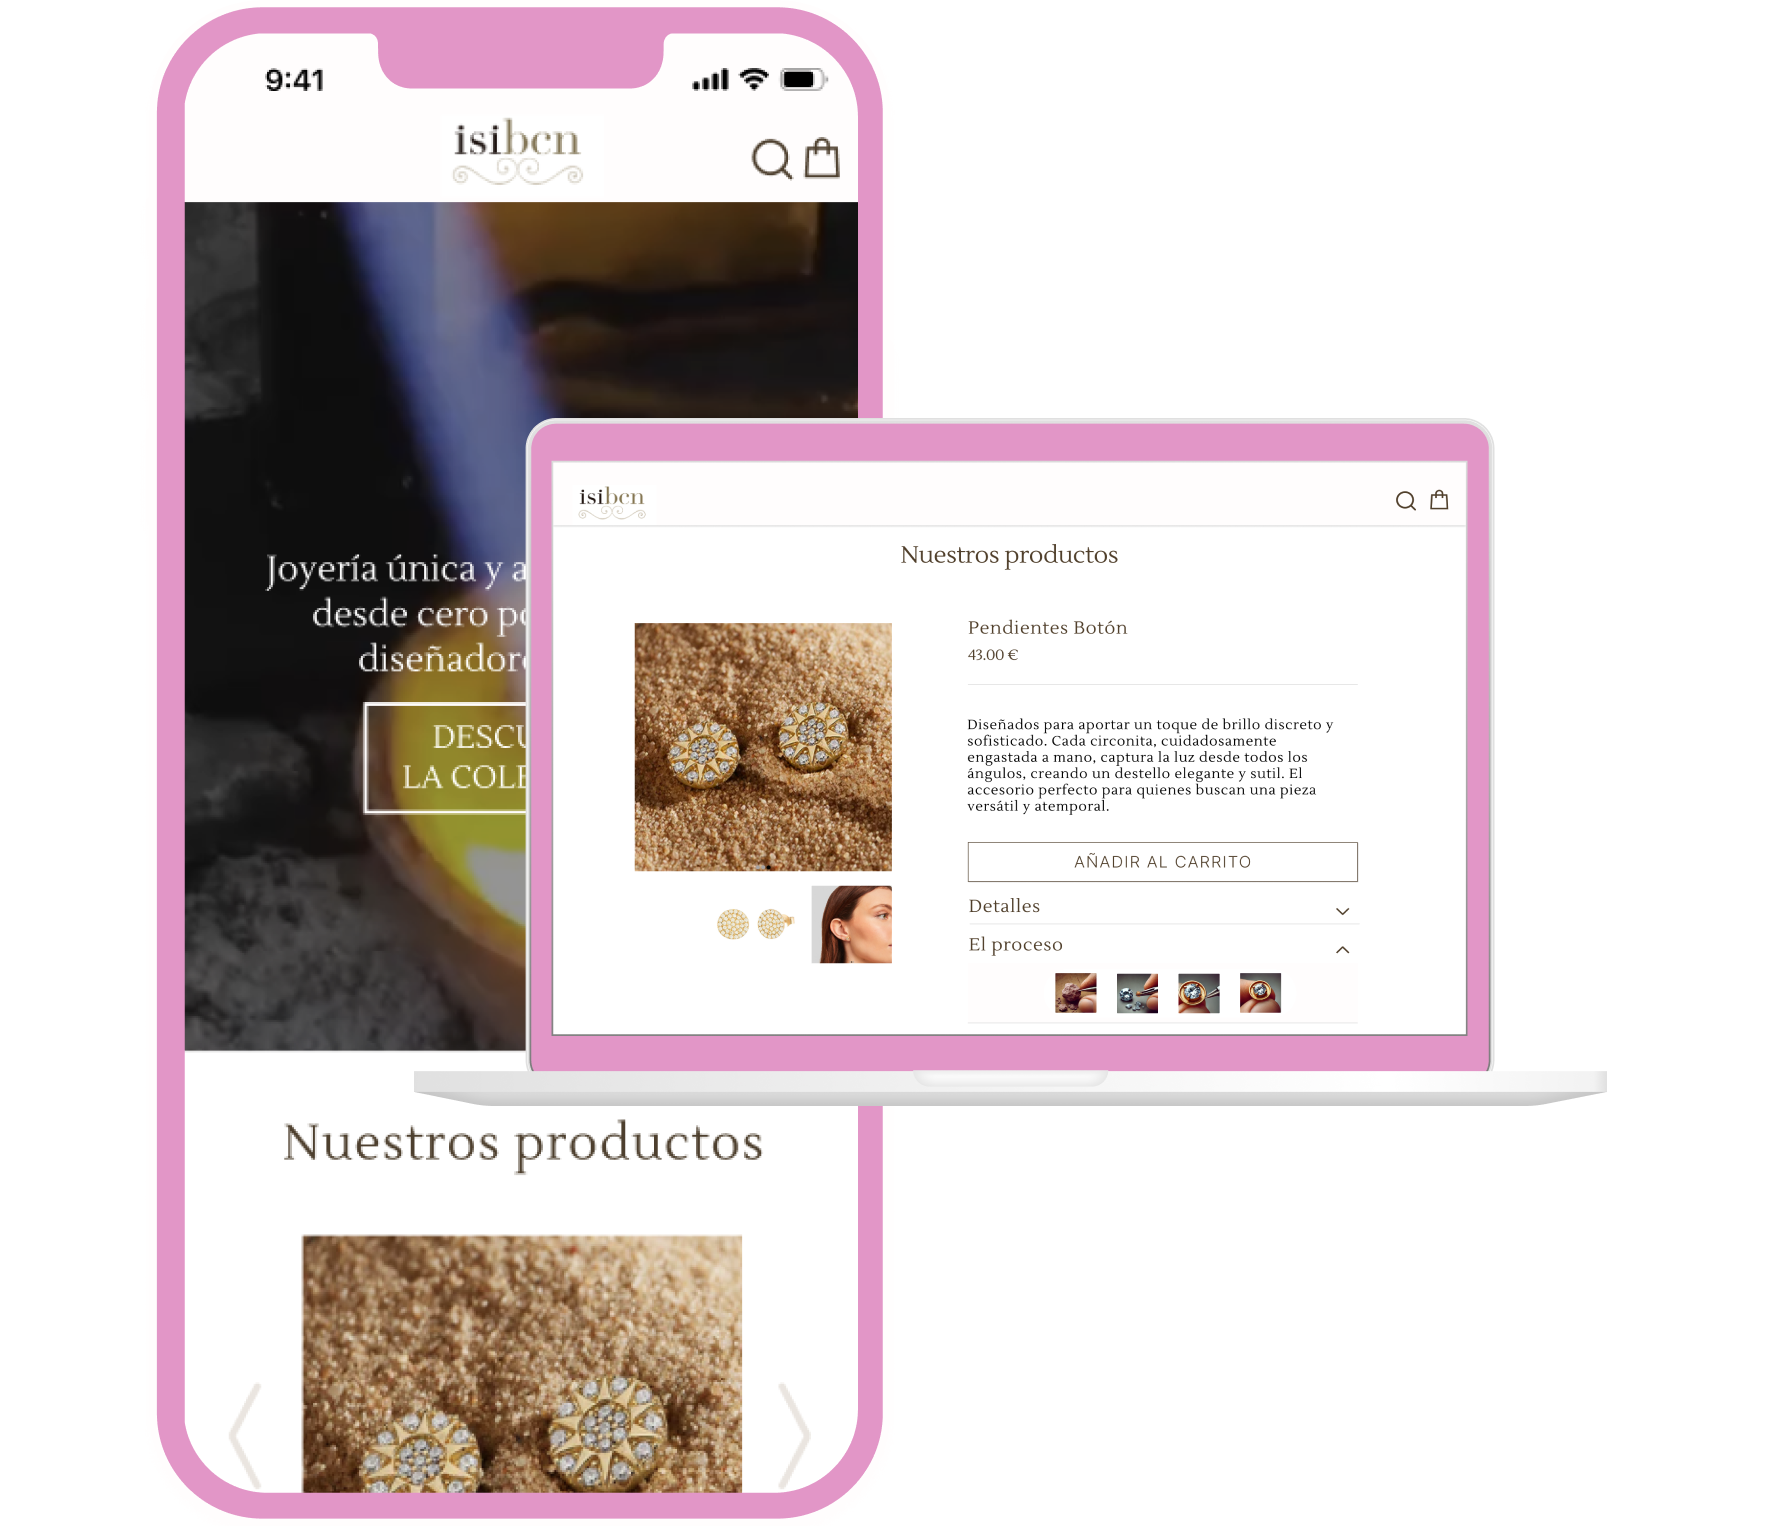 9:41
isibcn
Joyería única y a
desde cero po
diseñador
DESCU
LA COLE
Nuestros productos
isibcn
Nuestros productos
Pendientes Botón
43.00 €
Diseñados para aportar un toque de brillo discreto y
sofisticado. Cada circonita, cuidadosamente
engastada a mano, captura la luz desde todos los
ángulos, creando un destello elegante y sutil. El
accesorio perfecto para quienes buscan una pieza
versátil y atemporal.
AÑADIR AL CARRITO
Detalles
El proceso